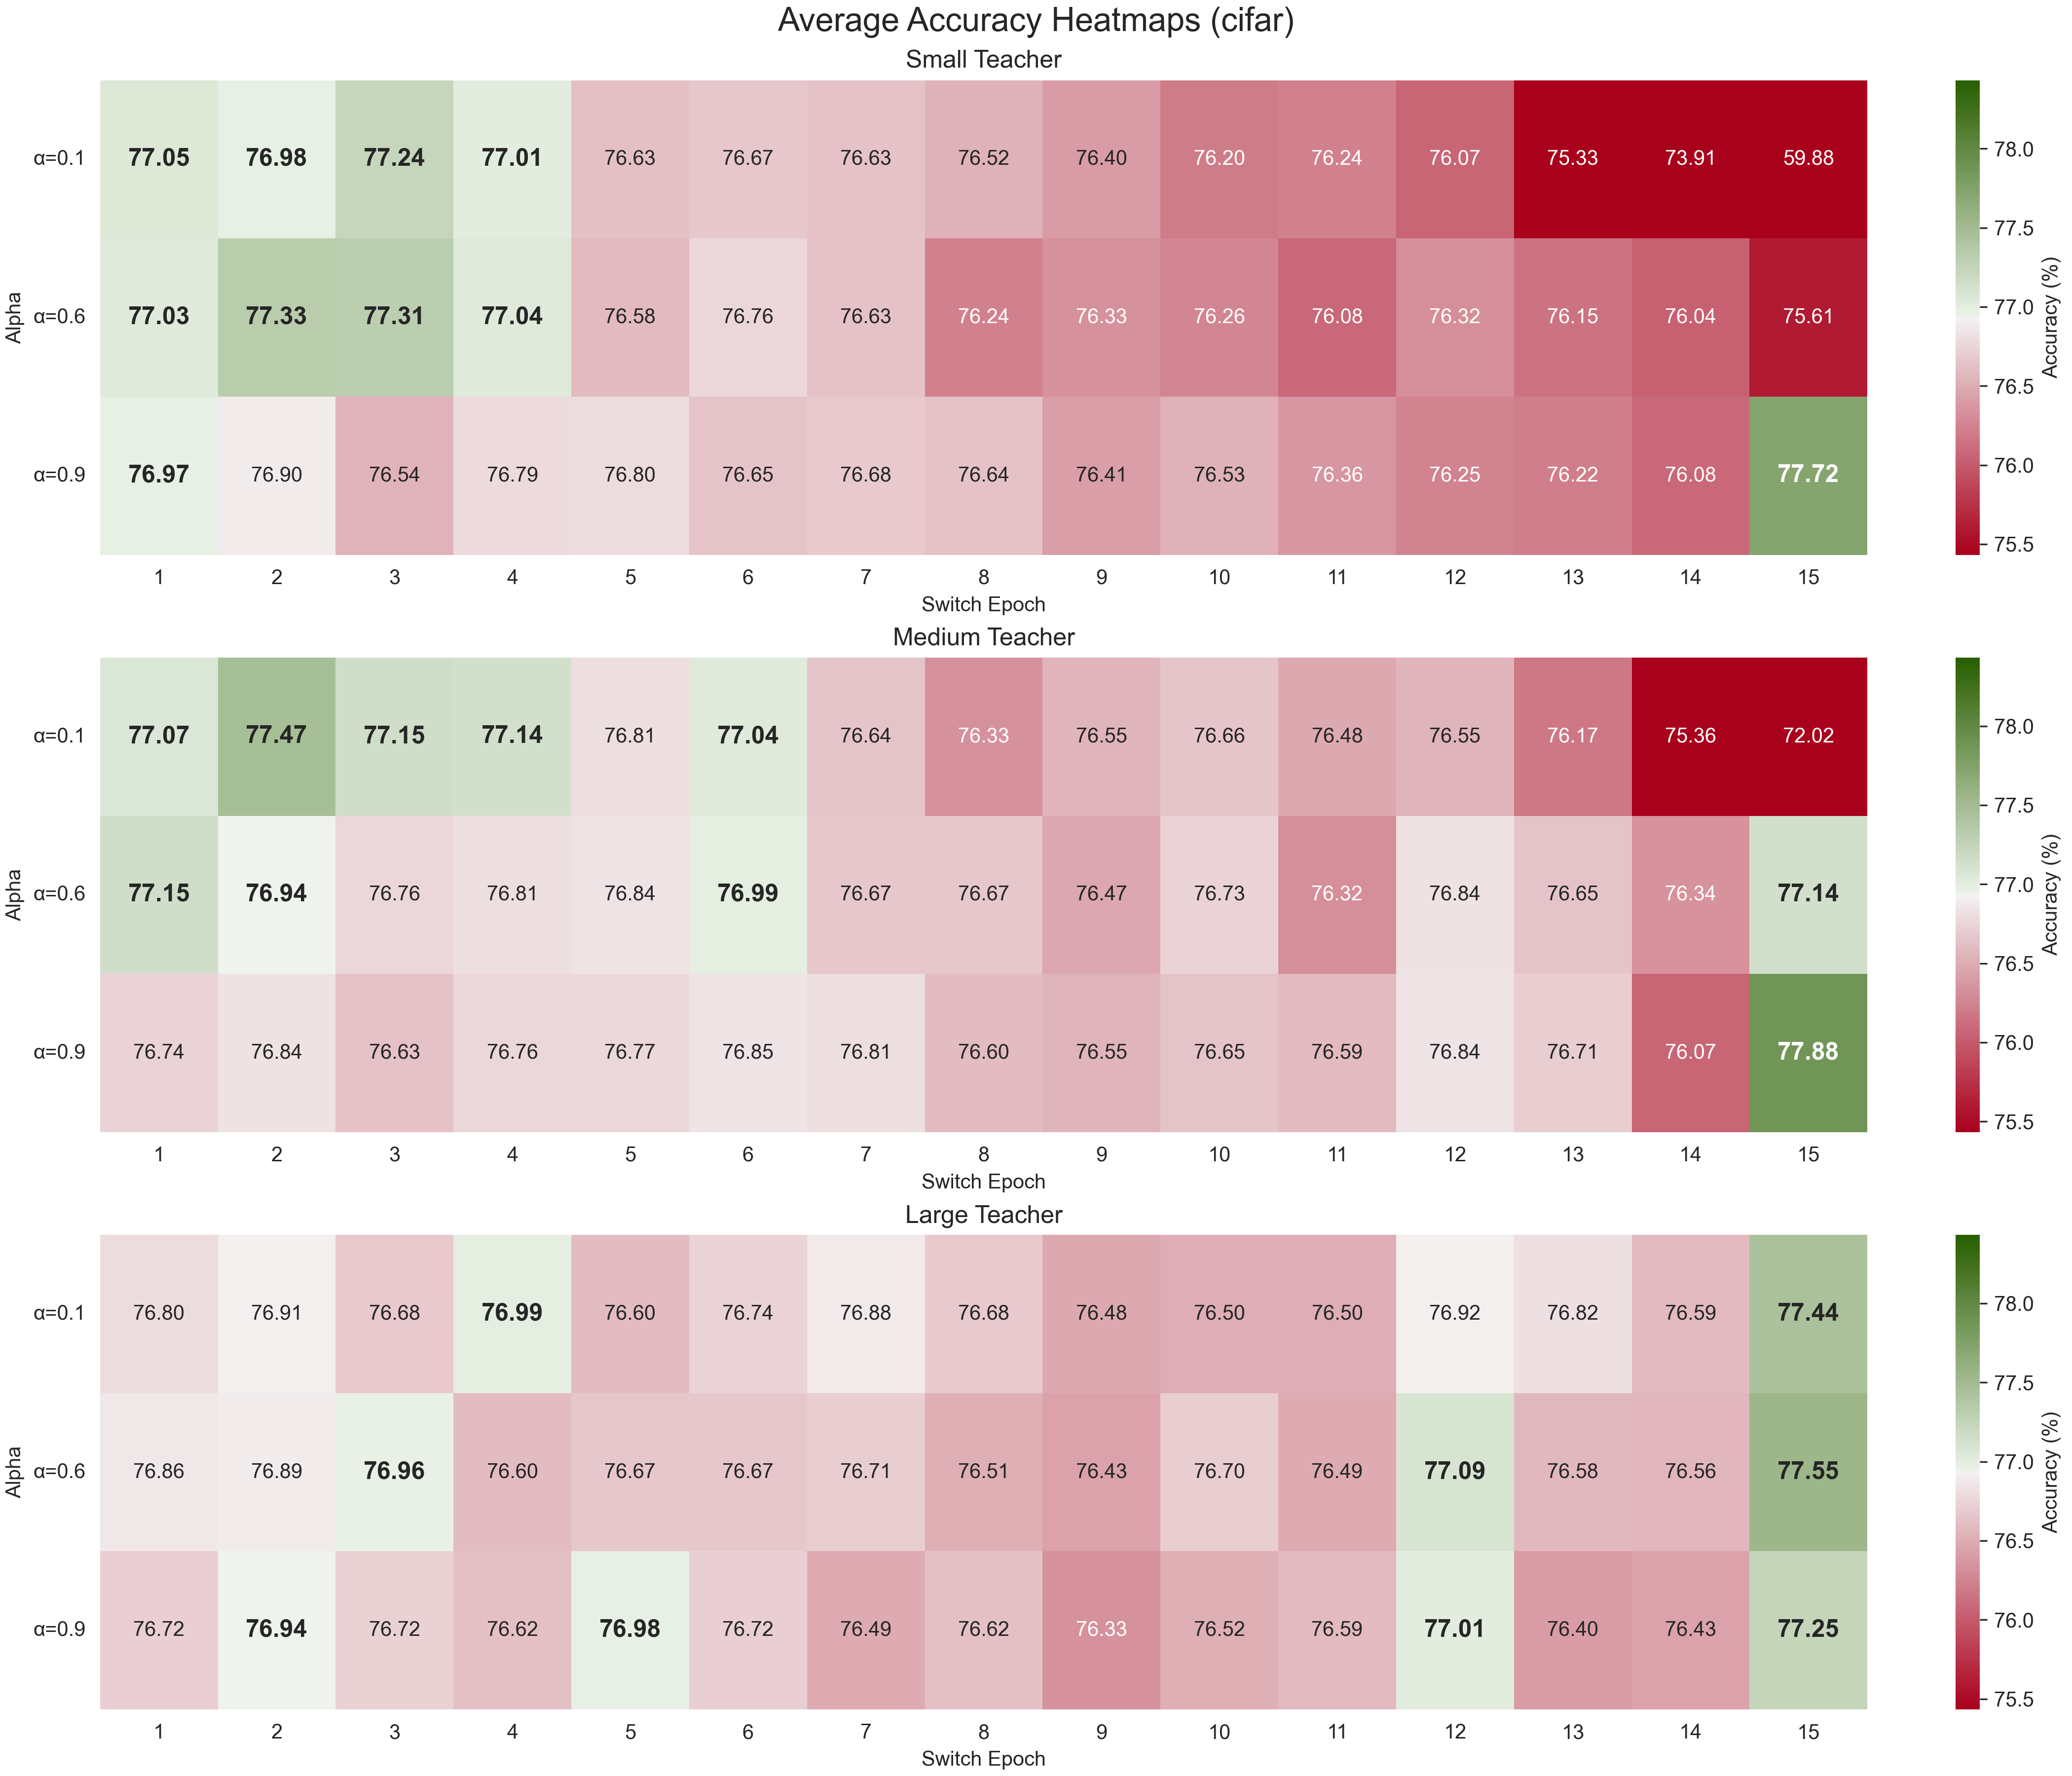 Average Accuracy Heatmaps (cifar)
Small Teacher
α=0.1 77.05 76.98 77.24 77.01 76.63 76.67 76.63 76.52 76.40 76.20 76.24 76.07 75.33 73.91 59.88
α=0.6 77.03 77.33 77.31 77.04 76.58 76.76 76.63 76.24 76.33 76.26 76.08 76.32 76.15 76.04 75.61
α=0.9 76.97 76.90 76.54 76.79 76.80 76.65 76.68 76.64 76.41 76.53 76.36 76.25 76.22 76.08 77.72
1 2 3 4 5 6 7 8 9 10 11 12 13 14 15
Switch Epoch
Alpha
78.0
77.5
77.0
76.5
76.0
75.5
Accuracy (%)
Medium Teacher
α=0.1 77.07 77.47 77.15 77.14 76.81 77.04 76.64 76.33 76.55 76.66 76.48 76.55 76.17 75.36 72.02
α=0.6 77.15 76.94 76.76 76.81 76.84 76.99 76.67 76.67 76.47 76.73 76.32 76.84 76.65 76.34 77.14
α=0.9 76.74 76.84 76.63 76.76 76.77 76.85 76.81 76.60 76.55 76.65 76.59 76.84 76.71 76.07 77.88
1 2 3 4 5 6 7 8 9 10 11 12 13 14 15
Switch Epoch
Alpha
78.0
77.5
77.0
76.5
76.0
75.5
Accuracy (%)
Large Teacher
α=0.1 76.80 76.91 76.68 76.99 76.60 76.74 76.88 76.68 76.48 76.50 76.50 76.92 76.82 76.59 77.44
α=0.6 76.86 76.89 76.96 76.60 76.67 76.67 76.71 76.51 76.43 76.70 76.49 77.09 76.58 76.56 77.55
α=0.9 76.72 76.94 76.72 76.62 76.98 76.72 76.49 76.62 76.33 76.52 76.59 77.01 76.40 76.43 77.25
1 2 3 4 5 6 7 8 9 10 11 12 13 14 15
Switch Epoch
Alpha
78.0
77.5
77.0
76.5
76.0
75.5
Accuracy (%)